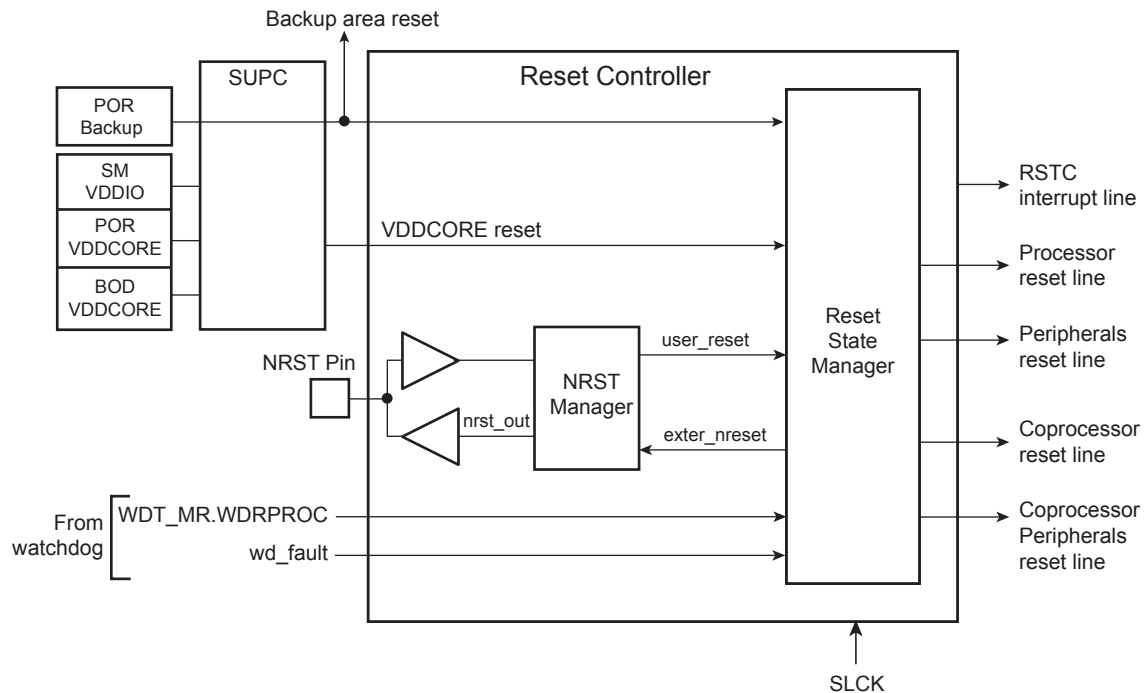 Backup area reset
SUPC
Reset Controller
POR
Backup
SM
VDDIO
POR
VDDCORE
BOD
VDDCORE
VDDCORE reset
RSTC
interrupt line
Processor
reset line
Peripherals
reset line
Coprocessor
reset line
Coprocessor
Peripherals
reset line
Reset
State
Manager
NRST Pin
NRST
Manager
user_reset
nrst_out
exter_nreset
From
watchdog
WDT_MR.WDRPROC
wd_fault
SLCK